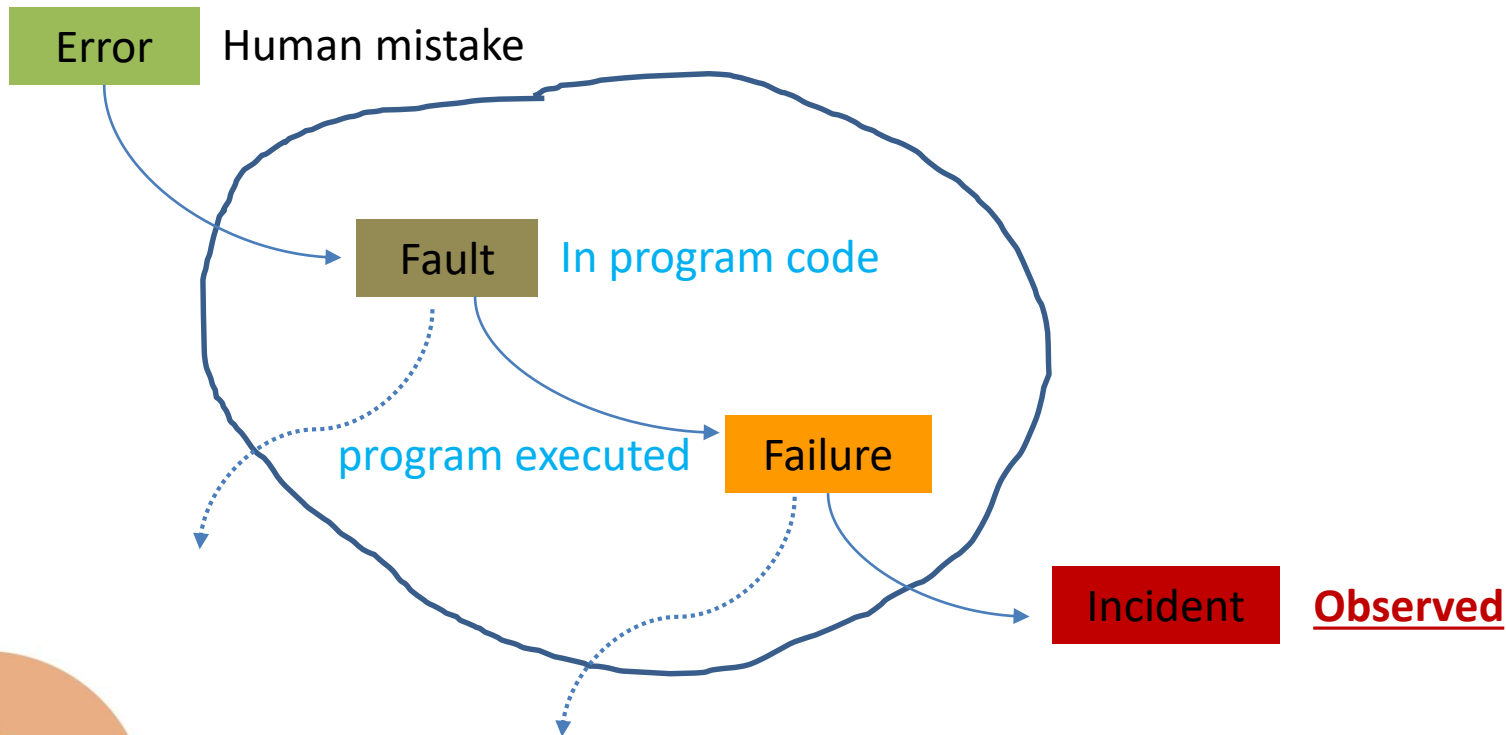 Error Human mistake
Fault In program code
program executed Failure
Incident Observed